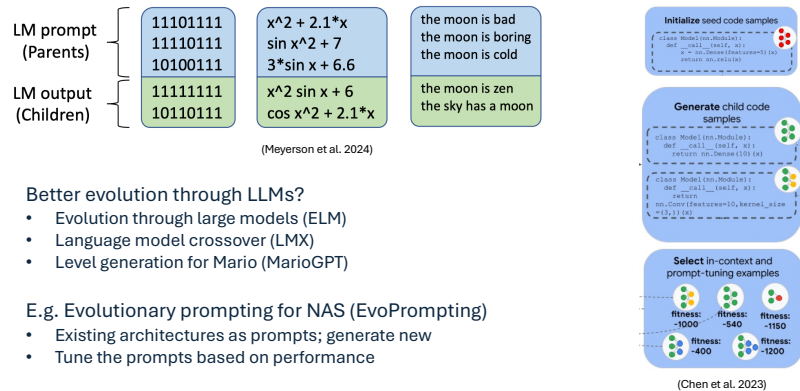 LM prompt
(Parents)
LM output
(Children)
11101111
11110111
10100111
11111111
10110111
x^2 + 2.1*x
sin x^2 + 7
3*sin x + 6.6
x^2 sin x + 6
cos x^2 + 2.1*x
the moon is bad
the moon is boring
the moon is cold
the moon is zen
the sky has a moon
(Meyerson et al. 2024)
Better evolution through LLMs?
• Evolution through large models (ELM)
• Language model crossover (LMX)
• Level generation for Mario (MarioGPT)
E.g. Evolutionary prompting for NAS (EvoPrompting)
• Existing architectures as prompts; generate new
• Tune the prompts based on performance
Initialize seed code samples
class Model(nn.Module):
def __call__(self, x):
x = nn.Dense(features=5)(x)
return nn.relu(x)
Generate child code
samples
class Model(nn.Module):
def __call__(self, x):
return nn.Dense(10)(x)
class Model(nn.Module):
def __call__(self, x):
return
nn.Conv(features=10,kernel_size
=(3,))(x)
Select in-context and
prompt-tuning examples
fitness:
-1000
fitness:
-540
fitness:
-1150
fitness:
-400
fitness:
-1200
(Chen et al. 2023)